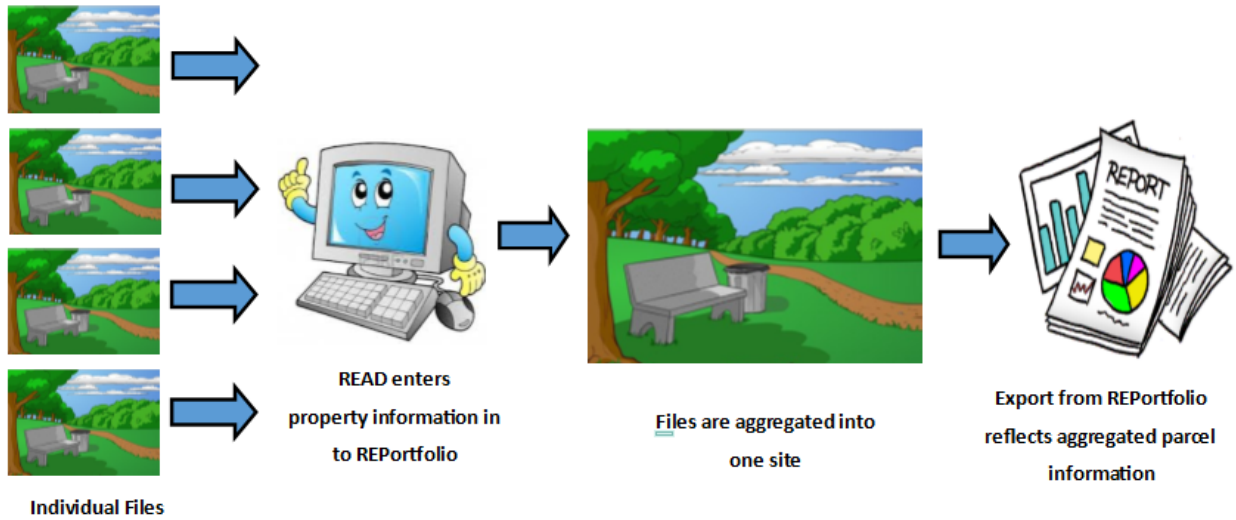 REPORT
READ enters
property information in
to REPortfolio
Files are aggregated into
one site
Export from REPortfolio
reflects aggregated parcel
information
Individual Files